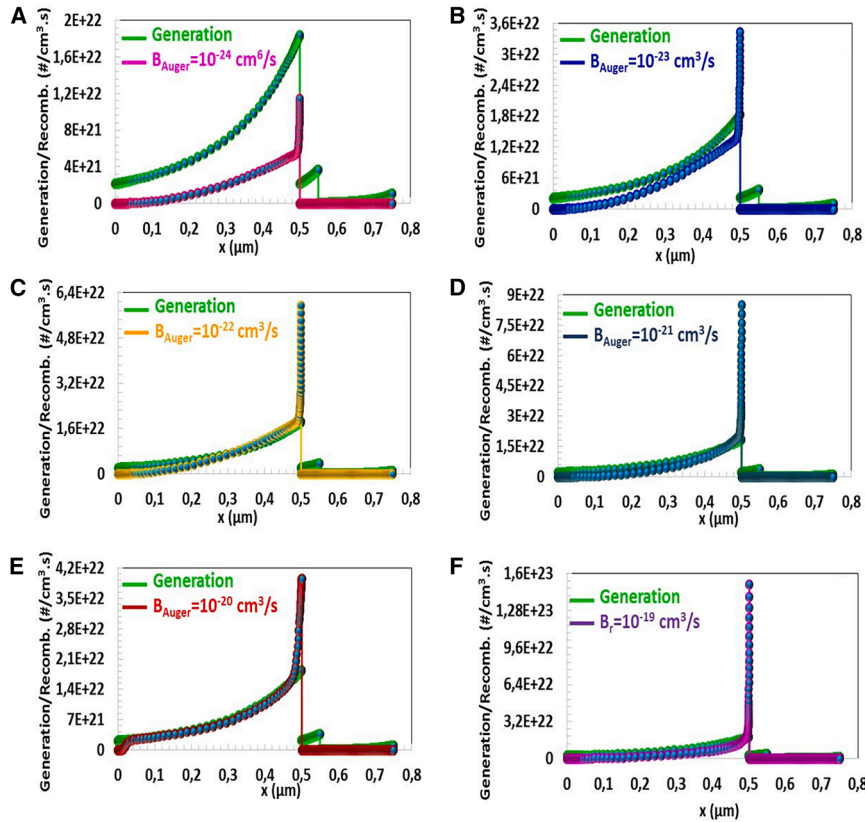 A
Generation/Recomb. (#/cm³.s)
2E+22
1,6E+22
1,2E+22
8E+21
4E+21
0
Generation
B_Auger=10⁻²⁴ cm⁶/s
0 0,1 0,2 0,3 0,4 0,5 0,6 0,7 0,8
x (μm)
B
Generation/Recomb. (#/cm³.s)
3,6E+22
3E+22
2,4E+22
1,8E+22
1,2E+22
6E+21
0
Generation
B_Auger=10⁻²³ cm³/s
0 0,1 0,2 0,3 0,4 0,5 0,6 0,7 0,8
x (μm)
C
Generation/Recomb. (#/cm³.s)
6,4E+22
4,8E+22
3,2E+22
1,6E+22
0
Generation
B_Auger=10⁻²² cm³/s
0 0,1 0,2 0,3 0,4 0,5 0,6 0,7 0,8
x (μm)
D
Generation/Recomb. (#/cm³.s)
9E+22
7,5E+22
6E+22
4,5E+22
3E+22
1,5E+22
0
Generation
B_Auger=10⁻²¹ cm³/s
0 0,1 0,2 0,3 0,4 0,5 0,6 0,7 0,8
x (μm)
E
Generation/Recomb. (#/cm³.s)
4,2E+22
3,5E+22
2,8E+22
2,1E+22
1,4E+22
7E+21
0
Generation
B_Auger=10⁻²⁰ cm³/s
0 0,1 0,2 0,3 0,4 0,5 0,6 0,7 0,8
x (μm)
F
Generation/Recomb. (#/cm³.s)
1,6E+23
1,28E+23
9,6E+22
6,4E+22
3,2E+22
0
Generation
B_r=10⁻¹⁹ cm³/s
0 0,1 0,2 0,3 0,4 0,5 0,6 0,7 0,8
x (μm)